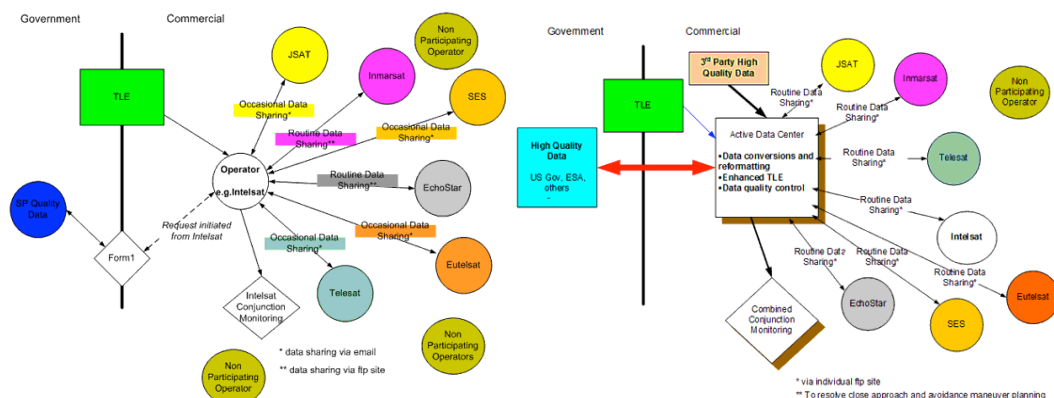 Government
Commercial
TLE
JSAT
Non
Participating
Operator
Inmarsat
SES
Occasional Data
Sharing*
Routine Data
Sharing**
Occasional Data
Sharing*
Operator
e.g.Intelsat
Routine Data
Sharing**
EchoStar
SP Quality
Data
Request initiated
from Intelsat
Form1
Occasional Data
Sharing*
Occasional Data
Sharing*
Eutelsat
Telesat
Intelsat
Conjunction
Monitoring
Non
Participating
Operators
* data sharing via email
** data sharing via ftp site
Non
Participating
Operator
Government
Commercial
3rd Party High
Quality Data
JSAT
Inmarsat
Non
Participating
Operator
TLE
Routine Data
Sharing*
Routine Data
Sharing*
High Quality
Data
US Gov, ESA,
others
-
Active Data Center
•Data conversions and
reformatting
•Enhanced TLE
•Data quality control
Routine Data
Sharing*
Telesat
Routine Data
Sharing*
Intelsat
Routine Data
Sharing*
Routine Data
Sharing*
Routine Data
Sharing*
Eutelsat
EchoStar
SES
Combined
Conjunction
Monitoring
* via individual ftp site
** To resolve close approach and avoidance maneuver planning